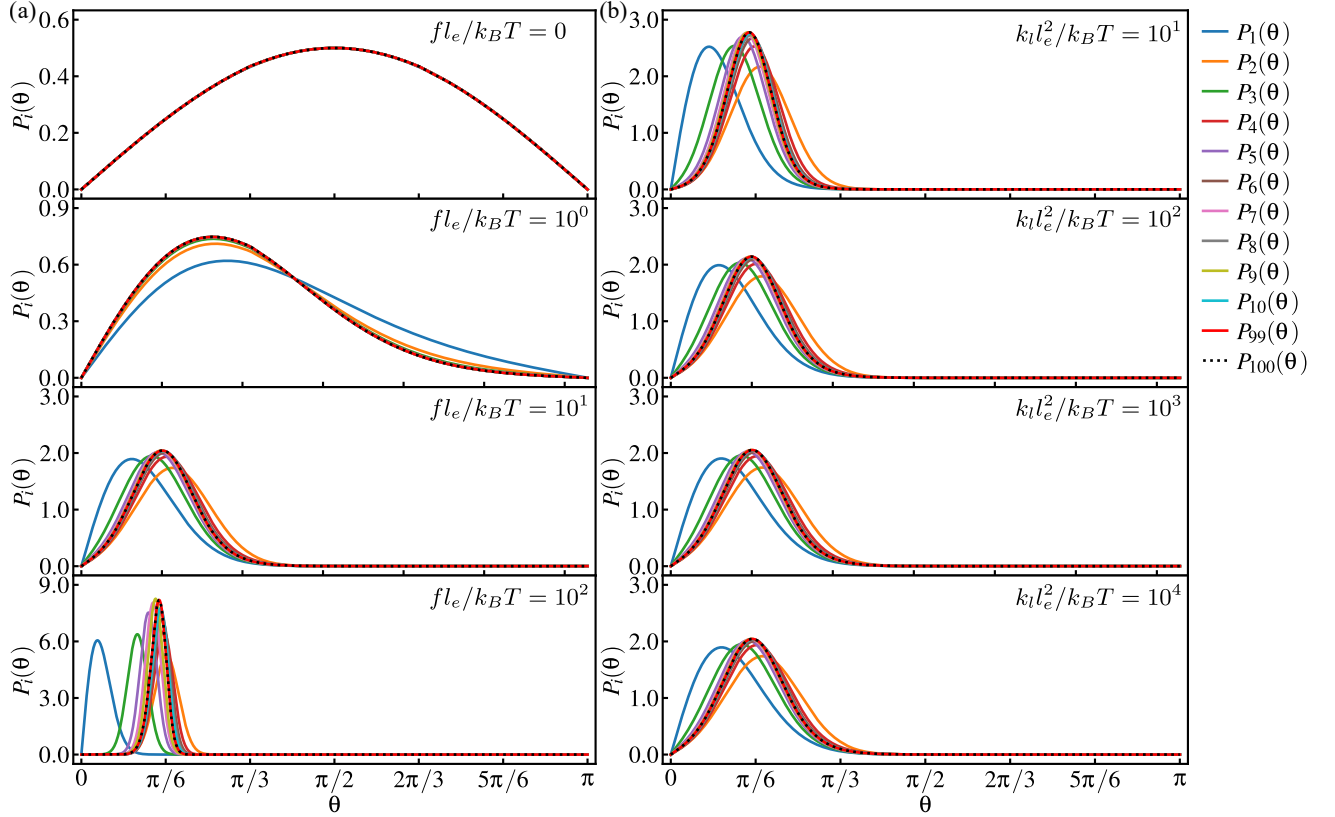 (a)
fl_e/k_BT = 0
P_i(θ)
0.6
0.4
0.2
0.0
fl_e/k_BT = 10^0
P_i(θ)
0.9
0.6
0.3
0.0
fl_e/k_BT = 10^1
P_i(θ)
3.0
2.0
1.0
0.0
fl_e/k_BT = 10^2
P_i(θ)
9.0
6.0
3.0
0.0
0 π/6 π/3 π/2 2π/3 5π/6 π
θ
(b)
k_l l_e^2/k_BT = 10^1
P_i(θ)
3.0
2.0
1.0
0.0
k_l l_e^2/k_BT = 10^2
P_i(θ)
3.0
2.0
1.0
0.0
k_l l_e^2/k_BT = 10^3
P_i(θ)
3.0
2.0
1.0
0.0
k_l l_e^2/k_BT = 10^4
P_i(θ)
3.0
2.0
1.0
0.0
0 π/6 π/3 π/2 2π/3 5π/6 π
θ
P_1(θ)
P_2(θ)
P_3(θ)
P_4(θ)
P_5(θ)
P_6(θ)
P_7(θ)
P_8(θ)
P_9(θ)
P_10(θ)
P_99(θ)
P_100(θ)